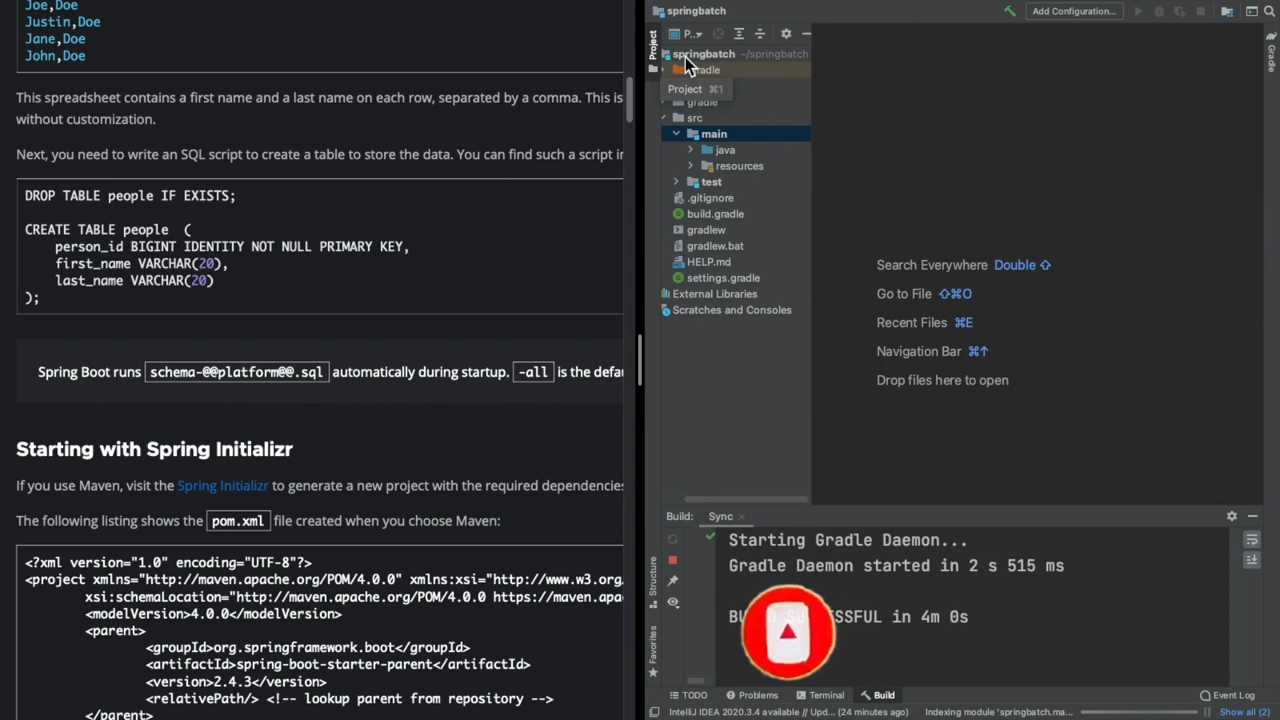 Joe,Doe
Justin,Doe
Jane,Doe
John,Doe
This spreadsheet contains a first name and a last name on each row, separated by a comma. This is
without customization.
Next, you need to write an SQL script to create a table to store the data. You can find such a script in
DROP TABLE people IF EXISTS;
CREATE TABLE people (
person_id BIGINT IDENTITY NOT NULL PRIMARY KEY,
first_name VARCHAR(20),
last_name VARCHAR(20)
);
Spring Boot runs schema-@@platform@@.sql automatically during startup. -all is the
Starting with Spring Initializr
If you use Maven, visit the Spring Initializr to generate a new project with the required dependencies
The following listing shows the pom.xml file created when you choose Maven:
<?xml version="1.0" encoding="UTF-8"?>
<project xmlns="http://maven.apache.org/POM/4.0.0" xmlns:xsi="http://www.w3.org
xsi:schemaLocation="http://maven.apache.org/POM/4.0.0 https://maven.apa
<modelVersion>4.0.0</modelVersion>
<parent>
<groupId>org.springframework.boot</groupId>
<artifactId>spring-boot-starter-parent</artifactId>
<version>2.4.3</version>
<relativePath/> <!-- lookup parent from repository -->
</parent>
springbatch
Add Configuration...
P...
Project
springbatch ~/springbatch
Project ⌘1
gradle
src
main
java
resources
test
.gitignore
build.gradle
gradlew
gradlew.bat
HELP.md
settings.gradle
External Libraries
Scratches and Consoles
Search Everywhere Double ⇧
Go to File ⇧⌘O
Recent Files ⌘E
Navigation Bar ⌘↑
Drop files here to open
Gradle
Build: Sync
Starting Gradle Daemon...
Gradle Daemon started in 2 s 515 ms
in 4m 0s
Structure
Favorites
TODO Problems Terminal Build Event Log
IntelliJ IDEA 2020.3.4 available // Upd... (24 minutes ago) Indexing module 'springbatch.ma... Show all (2)